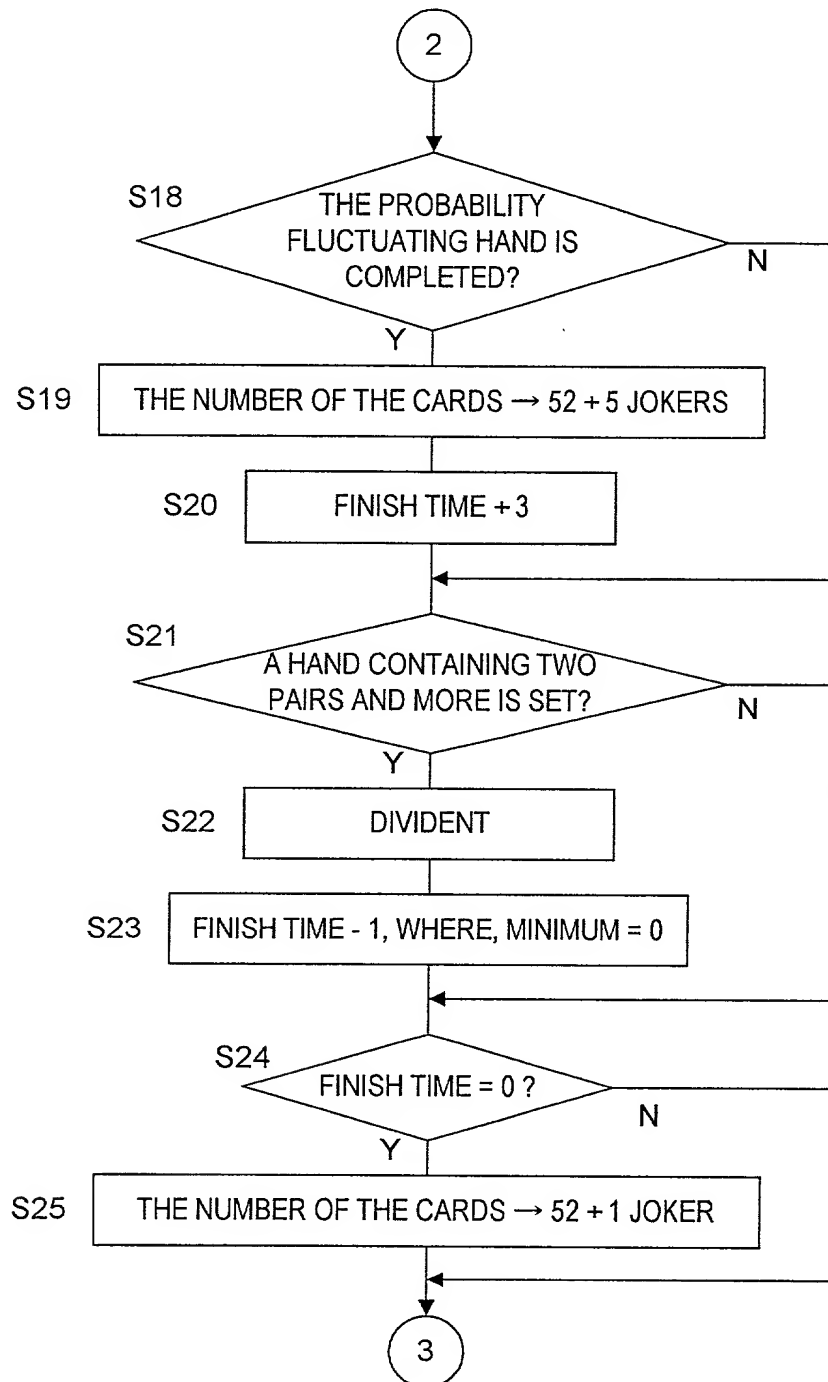 2
S18
THE PROBABILITY
FLUCTUATING HAND IS
COMPLETED?
N
Y
S19
THE NUMBER OF THE CARDS → 52 + 5 JOKERS
S20
FINISH TIME + 3
S21
A HAND CONTAINING TWO
PAIRS AND MORE IS SET?
N
Y
S22
DIVIDENT
S23
FINISH TIME - 1, WHERE, MINIMUM = 0
S24
FINISH TIME = 0 ?
N
Y
S25
THE NUMBER OF THE CARDS → 52 + 1 JOKER
3